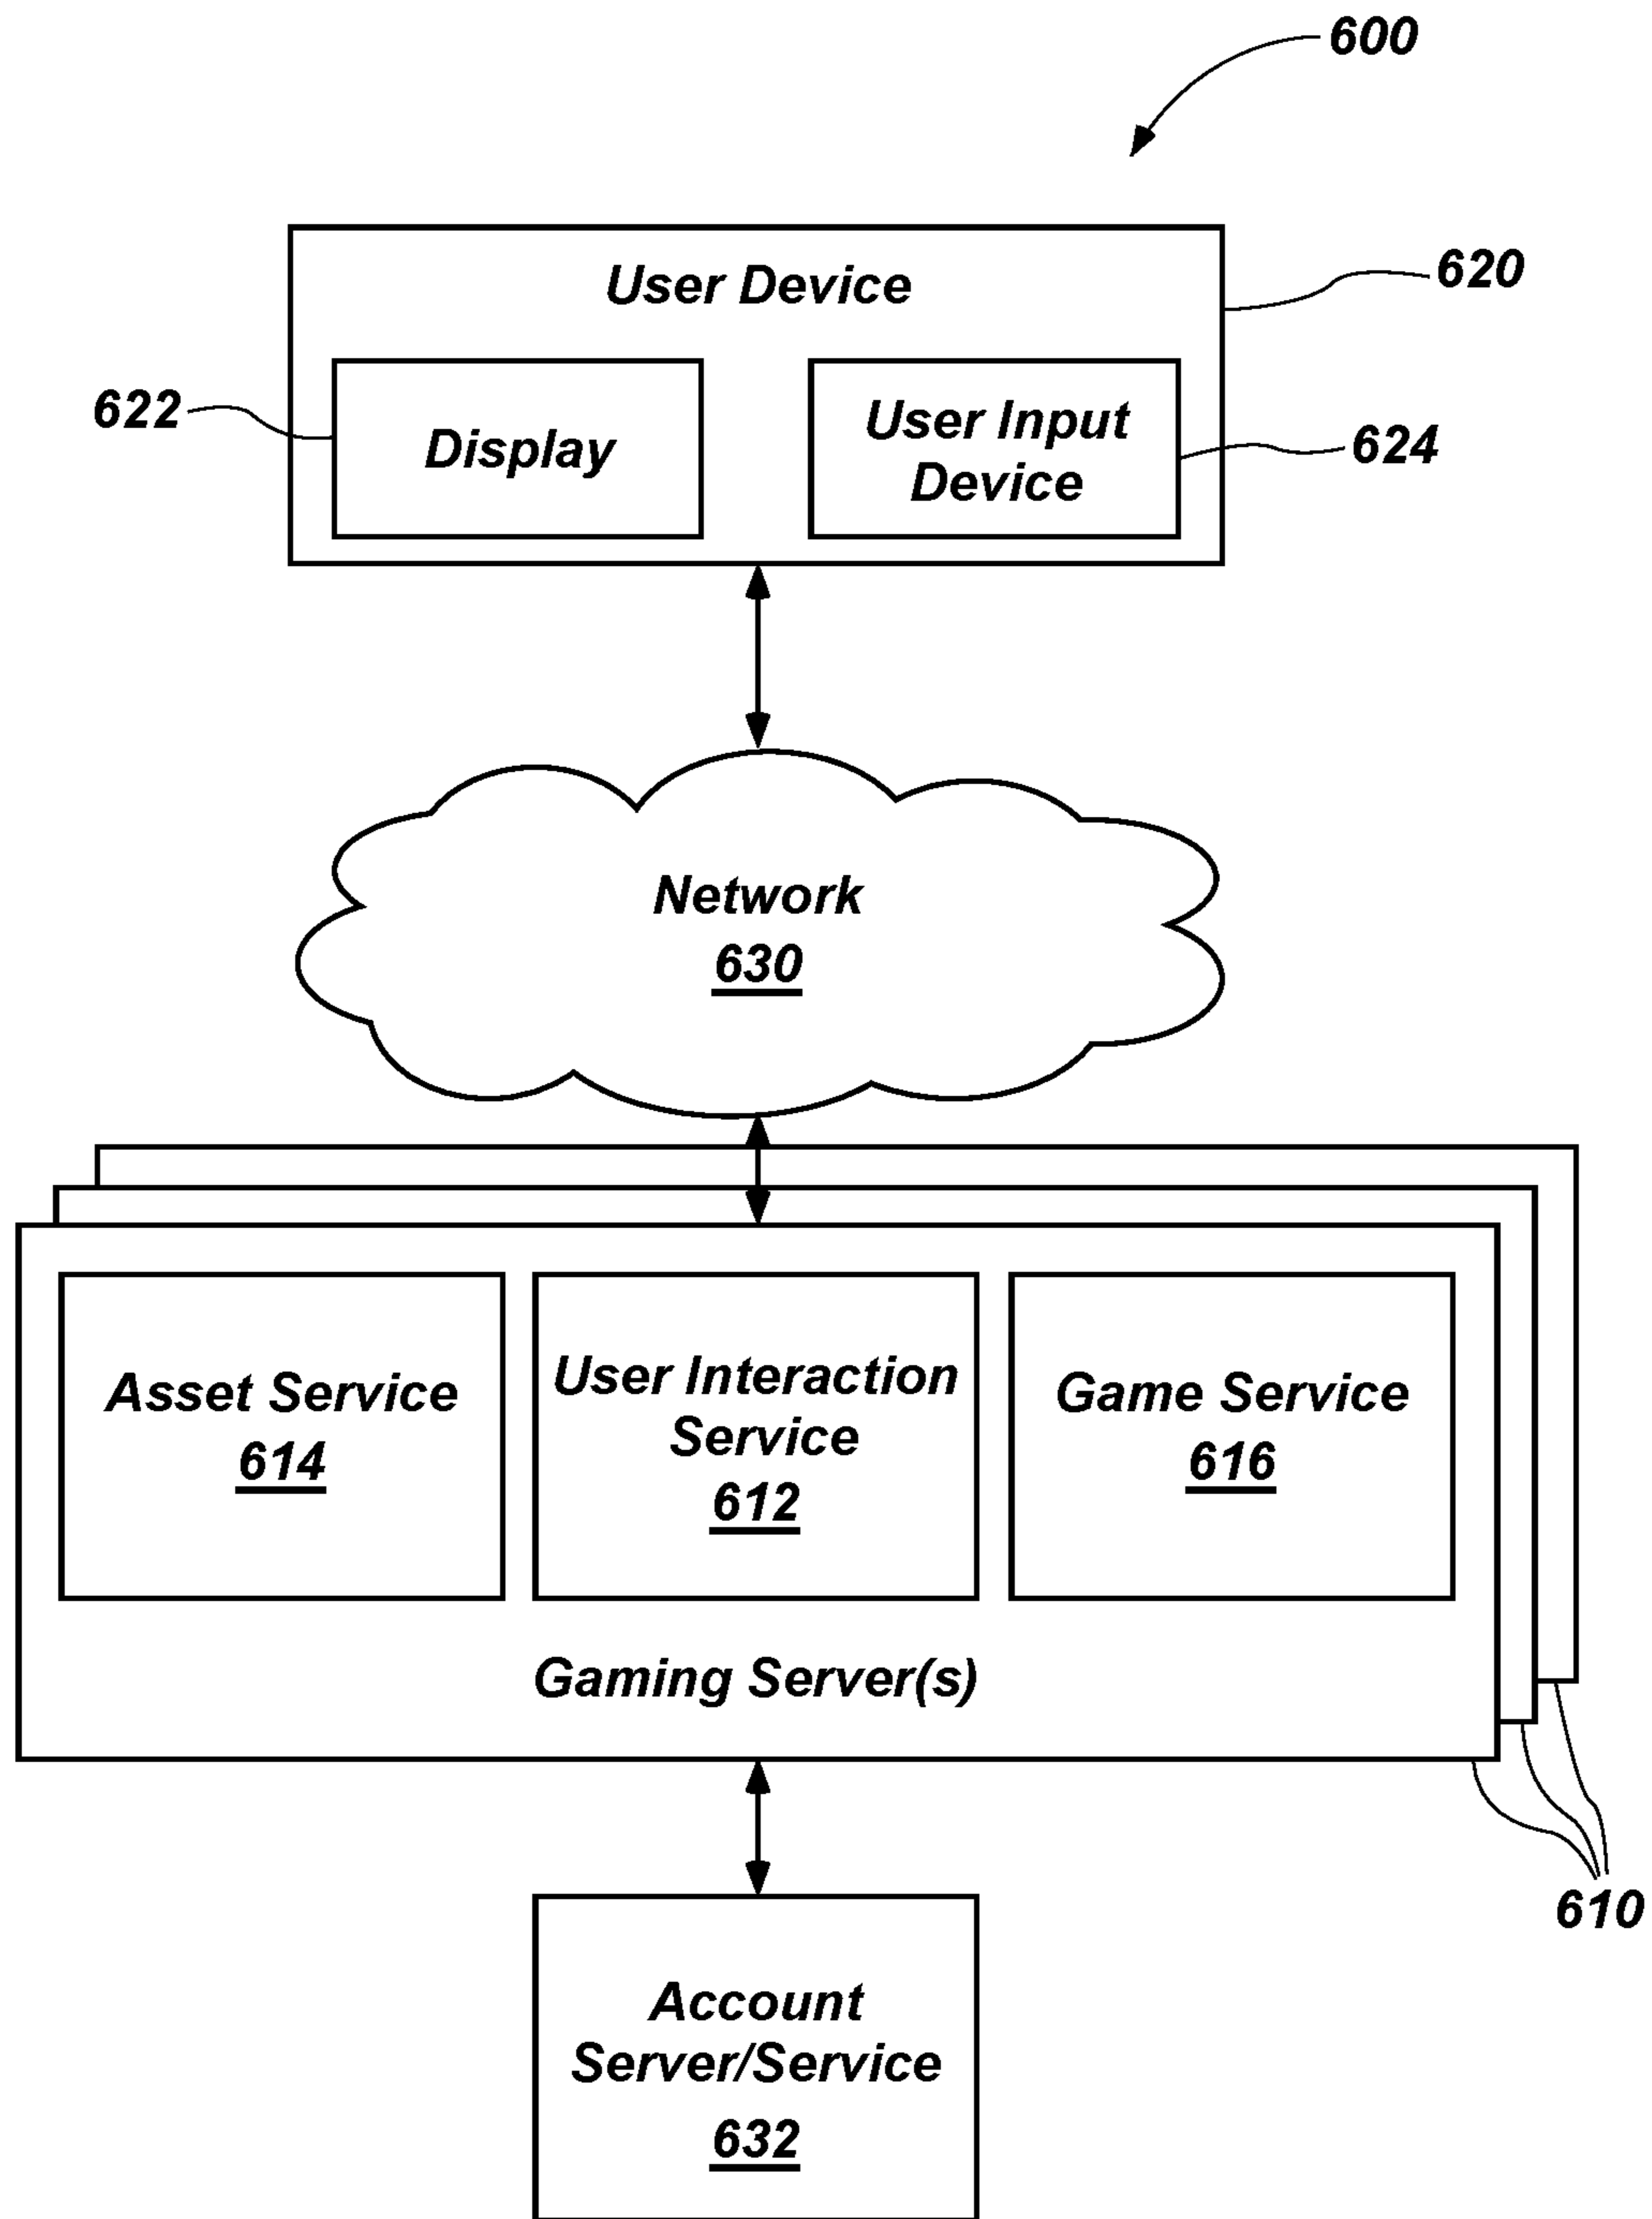 600
User Device
620
622
Display
User Input
Device
624
Network
630
Asset Service
614
User Interaction
Service
612
Game Service
616
Gaming Server(s)
610
Account
Server/Service
632